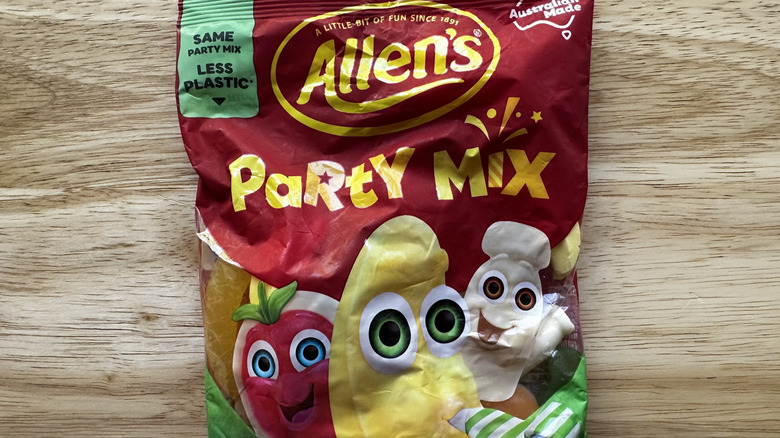 A LITTLE-BIT OF FUN SINCE 1891
Allen's®
Australian
Made
SAME
PARTY MIX
LESS
PLASTIC*
PaRtY MIX